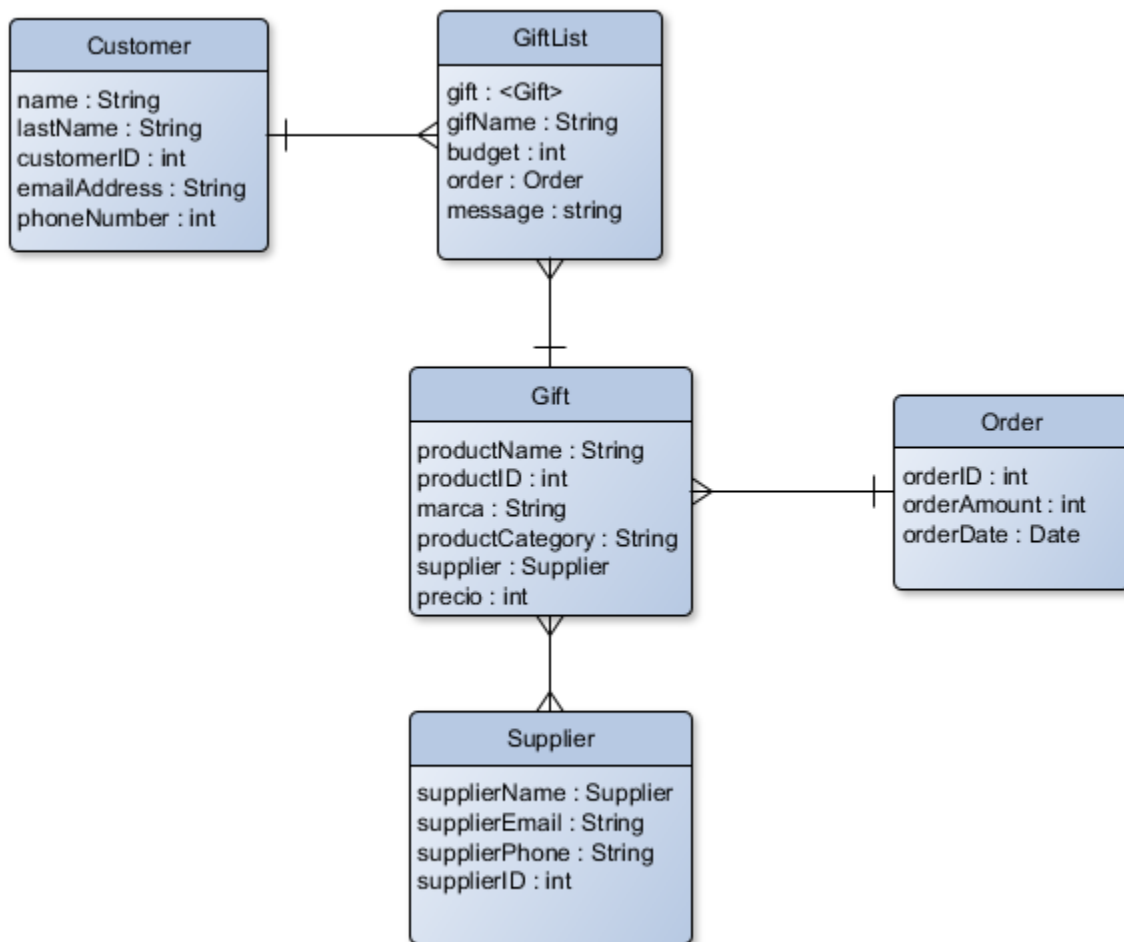 Customer
name : String
lastName : String
customerID : int
emailAddress : String
phoneNumber : int
GiftList
gift : <Gift>
gifName : String
budget : int
order : Order
message : string
Gift
productName : String
productID : int
marca : String
productCategory : String
supplier : Supplier
precio : int
Order
orderID : int
orderAmount : int
orderDate : Date
Supplier
supplierName : Supplier
supplierEmail : String
supplierPhone : String
supplierID : int